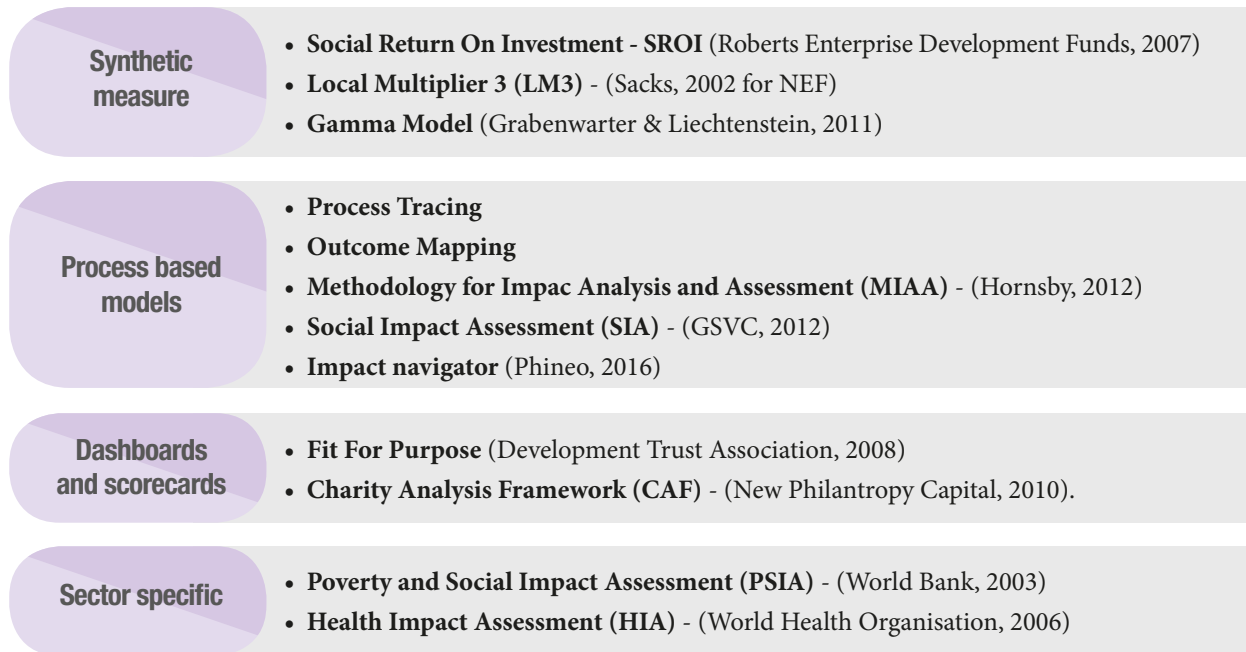 Synthetic
measure
• Social Return On Investment - SROI (Roberts Enterprise Development Funds, 2007)
• Local Multiplier 3 (LM3) - (Sacks, 2002 for NEF)
• Gamma Model (Grabenwarter & Liechtenstein, 2011)
Process based
models
• Process Tracing
• Outcome Mapping
• Methodology for Impac Analysis and Assessment (MIAA) - (Hornsby, 2012)
• Social Impact Assessment (SIA) - (GSVC, 2012)
• Impact navigator (Phineo, 2016)
Dashboards
and scorecards
• Fit For Purpose (Development Trust Association, 2008)
• Charity Analysis Framework (CAF) - (New Philantropy Capital, 2010).
Sector specific
• Poverty and Social Impact Assessment (PSIA) - (World Bank, 2003)
• Health Impact Assessment (HIA) - (World Health Organisation, 2006)